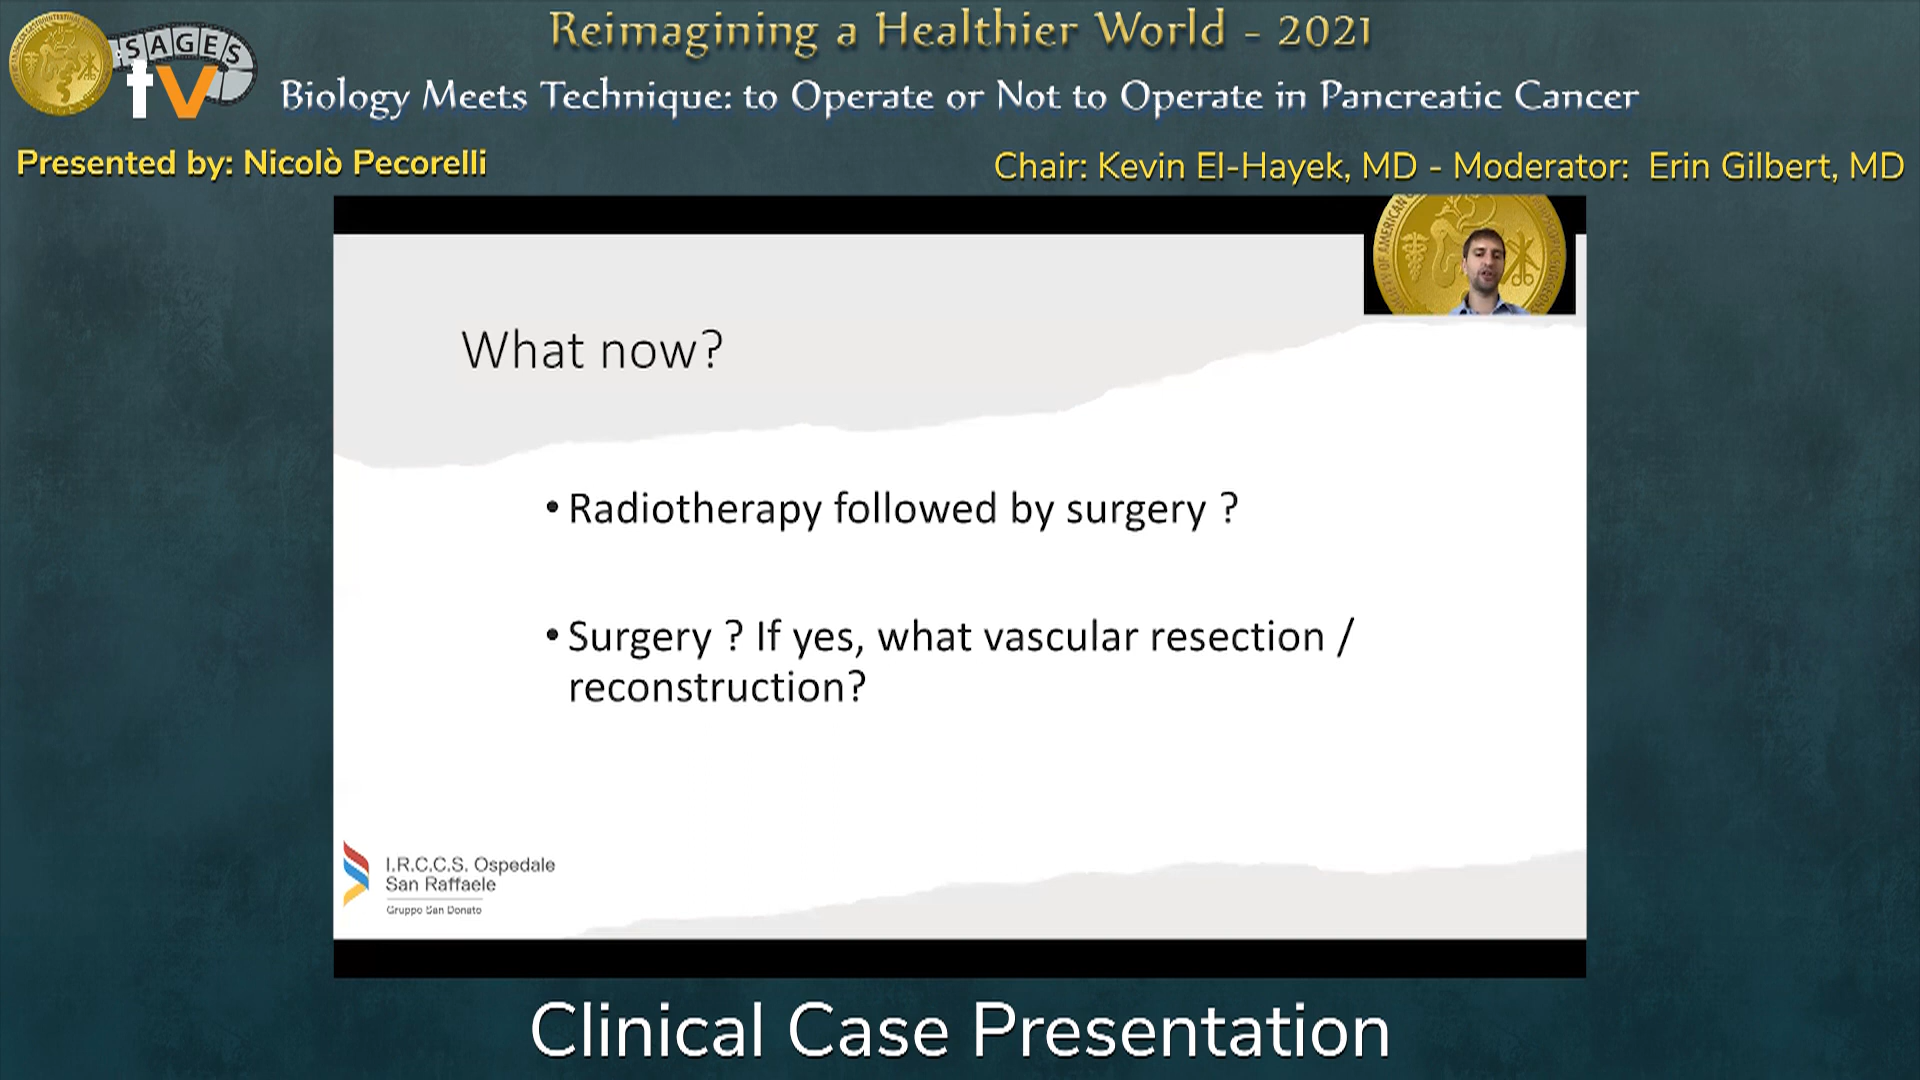 SAGES
tv
Reimagining a Healthier World - 2021
Biology Meets Technique: to Operate or Not to Operate in Pancreatic Cancer
Presented by: Nicolò Pecorelli
Chair: Kevin El-Hayek, MD - Moderator: Erin Gilbert, MD
What now?
• Radiotherapy followed by surgery ?
• Surgery ? If yes, what vascular resection /
reconstruction?
I.R.C.C.S. Ospedale
San Raffaele
Gruppo San Donato
Clinical Case Presentation